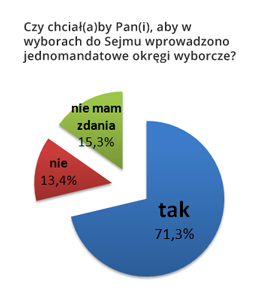 Czy chciał(a)by Pan(i), aby w
wyborach do Sejmu wprowadzono
jednomandatowe okręgi wyborcze?
nie mam
zdania
15,3%
nie
13,4%
tak
71,3%